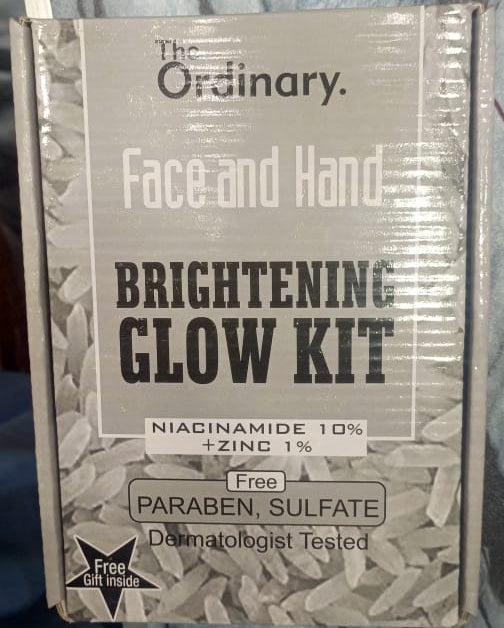 The
Ordinary.
Face and Hand
BRIGHTENING
GLOW KIT
NIACINAMIDE 10%
+ZINC 1%
Free
PARABEN, SULFATE
Dermatologist Tested
Free
Gift inside